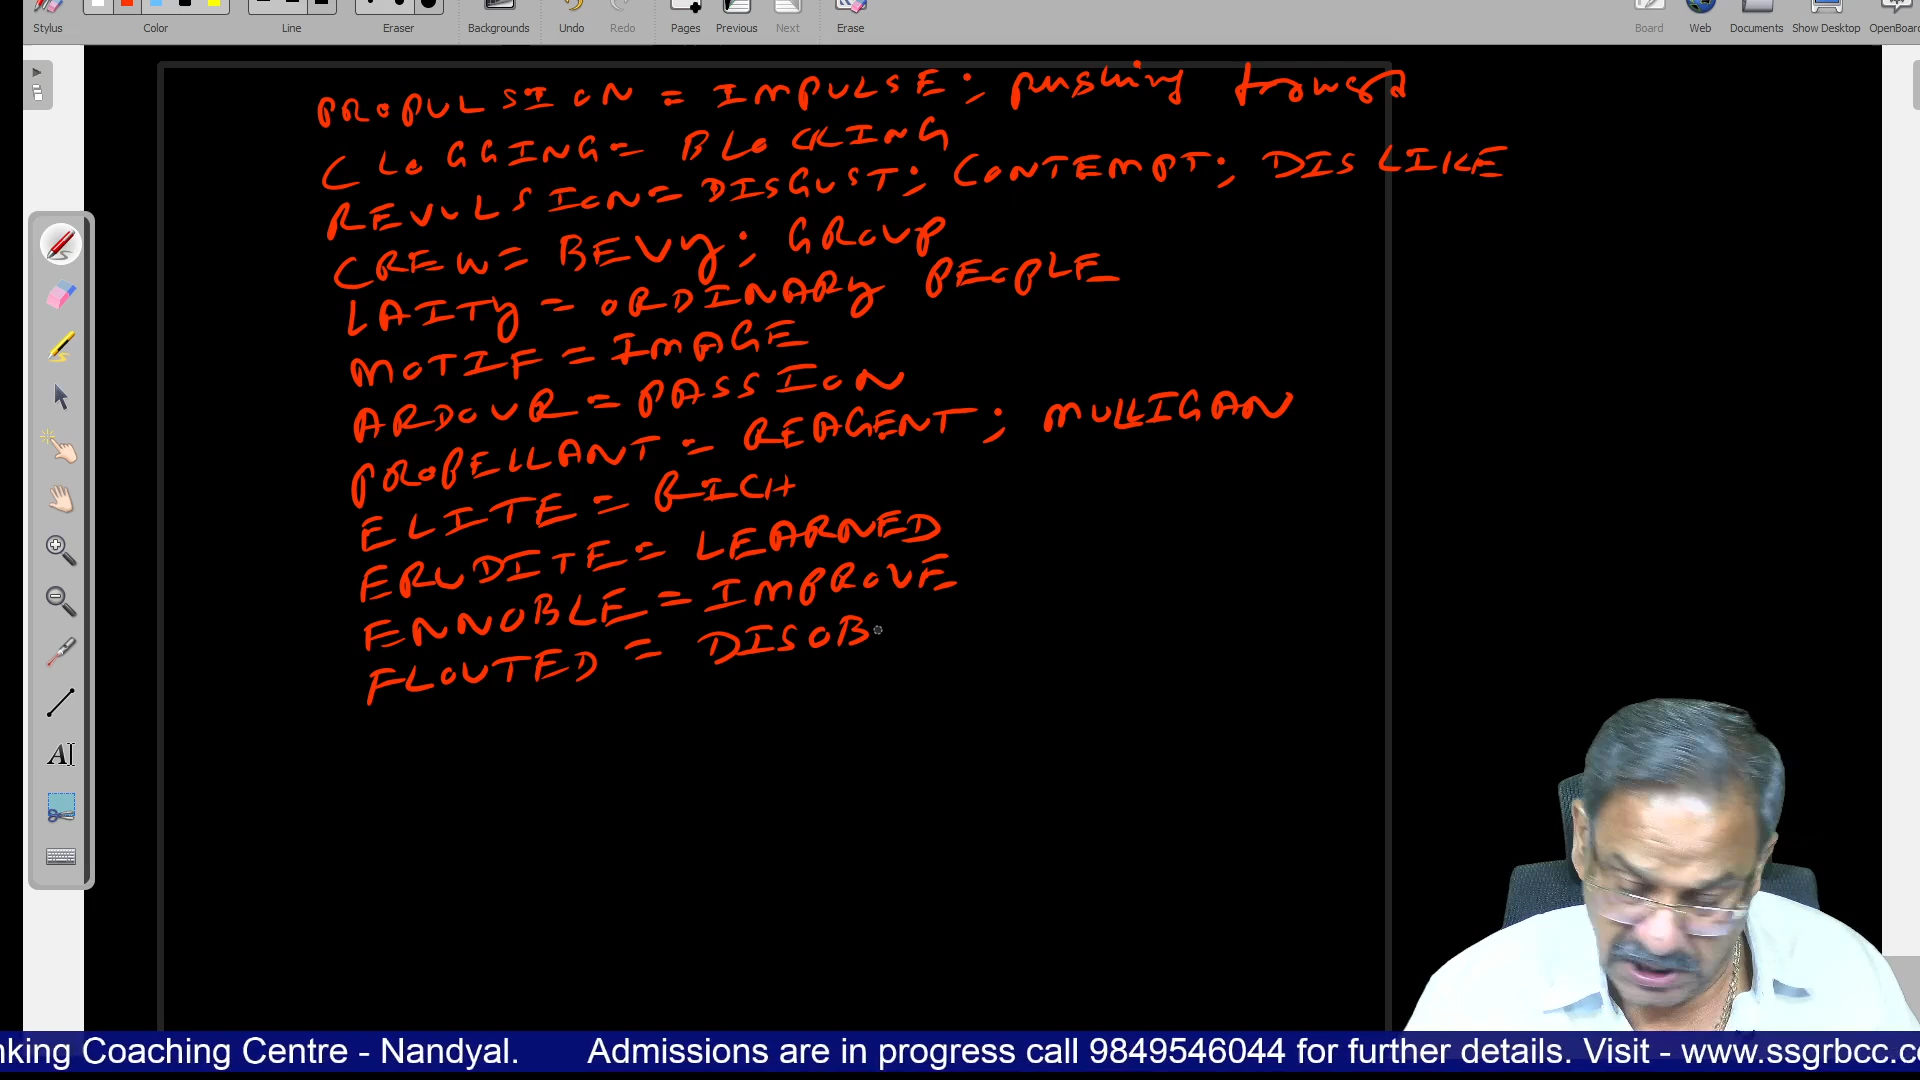 Stylus Color Line Eraser Backgrounds Undo Redo Pages Previous Next Erase Board Web Documents Show Desktop OpenBoard
PROPULSION = IMPULSE; pushing
CLOGGING = BLOCKING
REVULSION = DISGUST; CONTEMPT; DISLIKE
CREW = BEVY; GROUP
LAITY = ORDINARY PEOPLE
MOTIF = IMAGE
ARDOUR = PASSION
PROPELLANT = REAGENT; MULLIGAN
ELITE = RICH
ERUDITE = LEARNED
ENNOBLE = IMPROVE
FLOUTED = DISOB
AI
nking Coaching Centre - Nandyal. Admissions are in progress call 9849546044 for further details. Visit - www.ssgrbcc.c